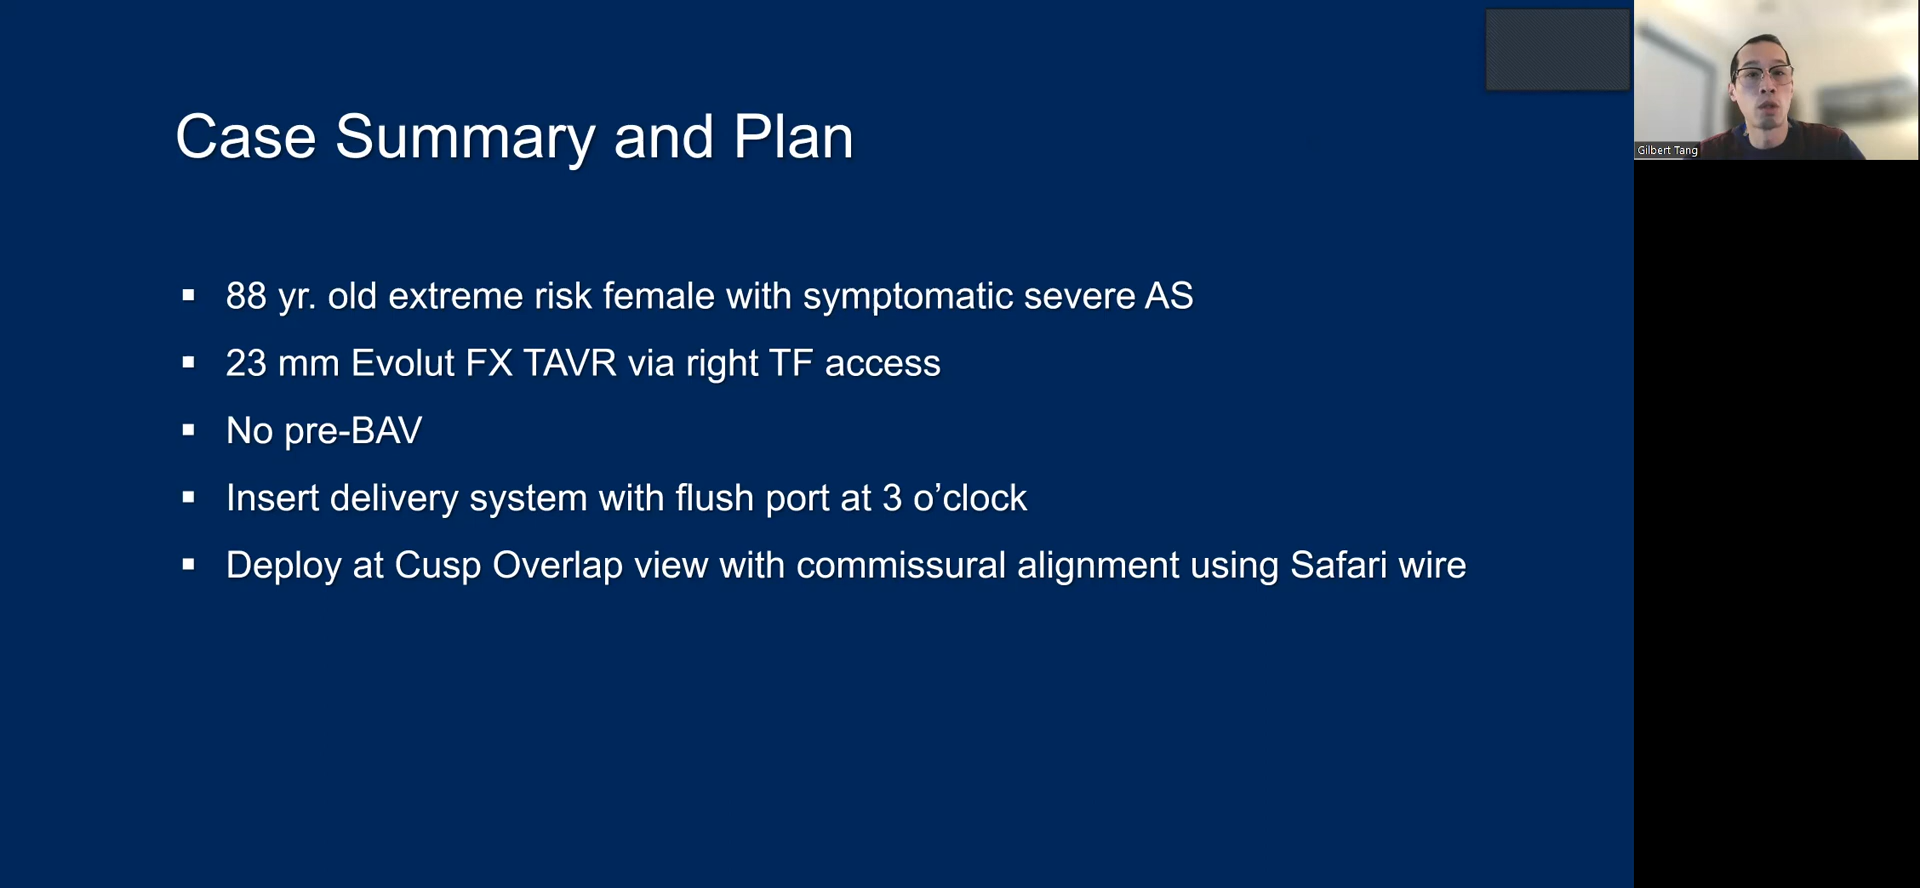 Case Summary and Plan
▪ 88 yr. old extreme risk female with symptomatic severe AS
▪ 23 mm Evolut FX TAVR via right TF access
▪ No pre-BAV
▪ Insert delivery system with flush port at 3 o’clock
▪ Deploy at Cusp Overlap view with commissural alignment using Safari wire
Gilbert Tang